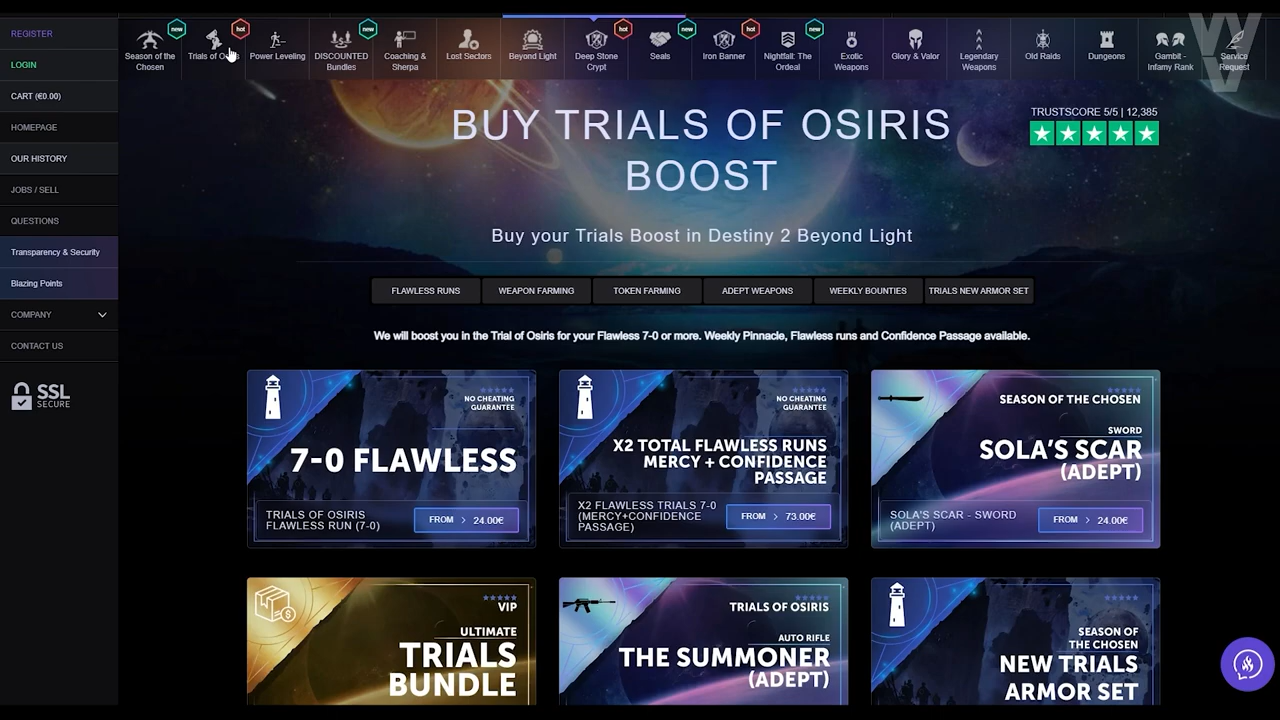 REGISTER
LOGIN
CART (€0.00)
HOMEPAGE
OUR HISTORY
JOBS / SELL
QUESTIONS
Transparency & Security
Blazing Points
COMPANY
CONTACT US
SSL
SECURE
new
Season of the
Chosen
hot
Trials of
Power Leveling
new
DISCOUNTED
Bundles
Coaching &
Sherpa
Lost Sectors
Beyond Light
hot
Deep Stone
Crypt
new
Seals
hot
Iron Banner
new
Nightfall: The
Ordeal
Exotic
Weapons
Glory & Valor
Legendary
Weapons
Old Raids
Dungeons
Gambit -
Infamy Rank
Service
Request
W
BUY TRIALS OF OSIRIS
BOOST
TRUSTSCORE 5/5 | 12,385
Buy your Trials Boost in Destiny 2 Beyond Light
FLAWLESS RUNS
WEAPON FARMING
TOKEN FARMING
ADEPT WEAPONS
WEEKLY BOUNTIES
TRIALS NEW ARMOR SET
We will boost you in the Trial of Osiris for your Flawless 7-0 or more. Weekly Pinnacle, Flawless runs and Confidence Passage available.
NO CHEATING
GUARANTEE
7-0 FLAWLESS
TRIALS OF OSIRIS
FLAWLESS RUN (7-0)
FROM > 24.00€
NO CHEATING
GUARANTEE
X2 TOTAL FLAWLESS RUNS
MERCY + CONFIDENCE
PASSAGE
X2 FLAWLESS TRIALS 7-0
(MERCY+CONFIDENCE
PASSAGE)
FROM > 73.00€
SEASON OF THE CHOSEN
SWORD
SOLA'S SCAR
(ADEPT)
SOLA'S SCAR - SWORD
(ADEPT)
FROM > 24.00€
VIP
ULTIMATE
TRIALS
BUNDLE
TRIALS OF OSIRIS
AUTO RIFLE
THE SUMMONER
(ADEPT)
SEASON OF
THE CHOSEN
NEW TRIALS
ARMOR SET